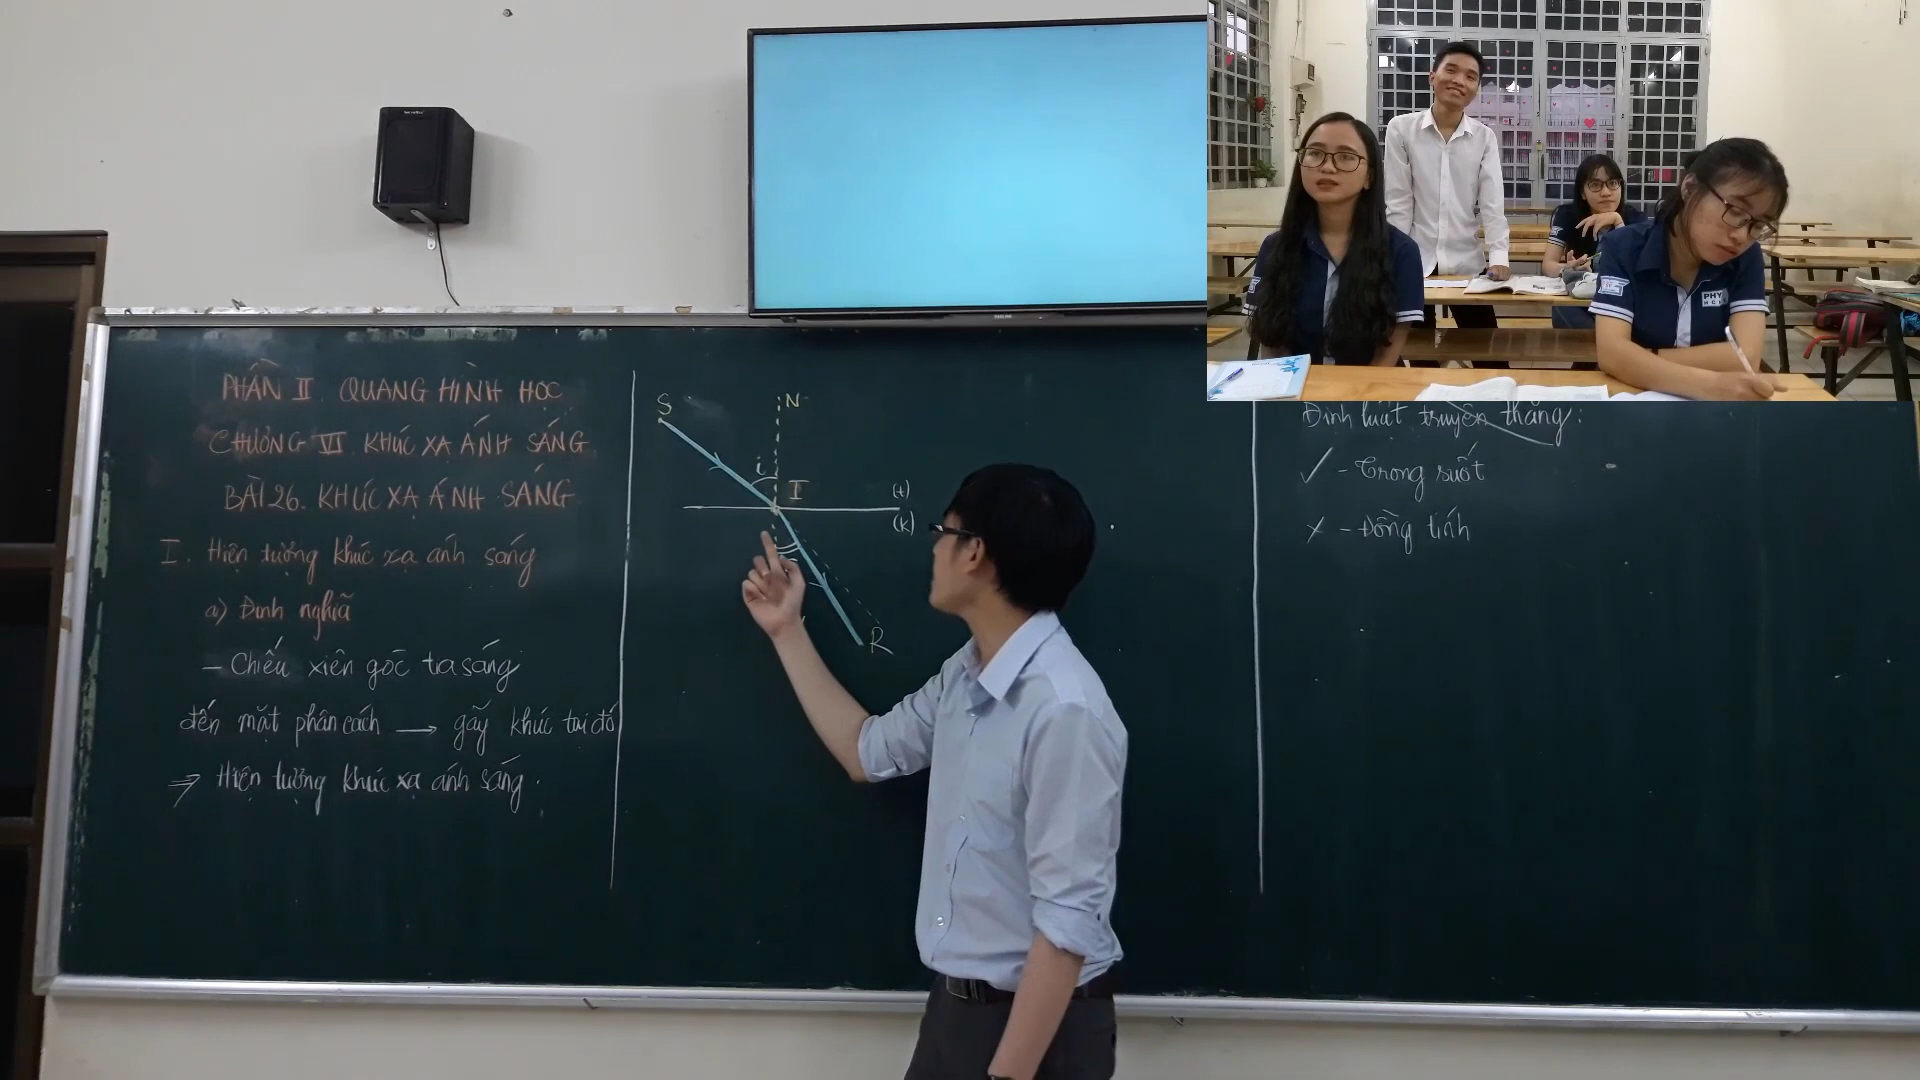 PHẦN II. QUANG HÌNH HỌC
CHƯƠNG VI. KHÚC XẠ ÁNH SÁNG
BÀI 26. KHÚC XẠ ÁNH SÁNG
I. Hiện tượng khúc xạ ánh sáng
a) Định nghĩa
- Chiếu xiên góc tia sáng
đến mặt phân cách → gãy khúc tại đó
⇒ Hiện tượng khúc xạ ánh sáng.
S
N
i
I
(t)
(k)
R
Định luật truyền thẳng:
✓ - Trong suốt
x - Đồng tính
PHY